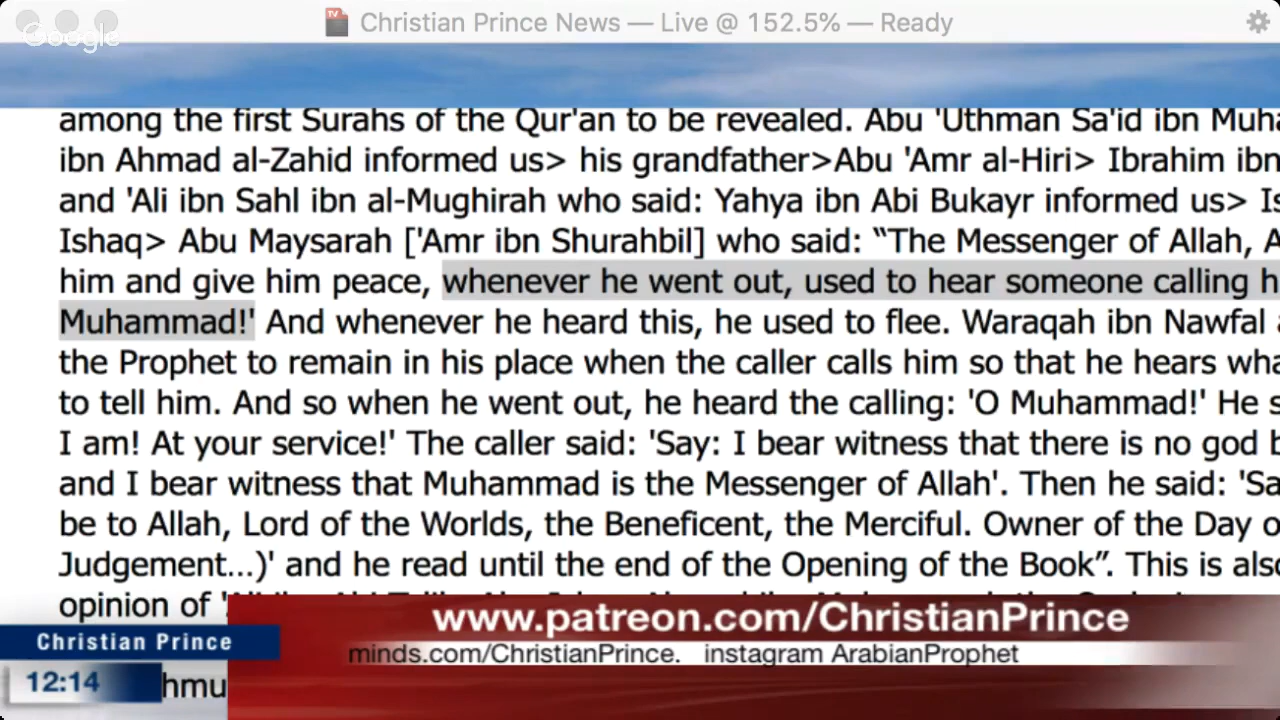 Christian Prince News — Live @ 152.5% — Ready
Google
TV
among the first Surahs of the Qur'an to be revealed. Abu 'Uthman Sa'id ibn
ibn Ahmad al-Zahid informed us> his grandfather>Abu 'Amr al-Hiri> Ibrahim ibn
and 'Ali ibn Sahl ibn al-Mughirah who said: Yahya ibn Abi Bukayr informed us>
Ishaq> Abu Maysarah ['Amr ibn Shurahbil] who said: “The Messenger of Allah,
him and give him peace, whenever he went out, used to hear someone calling
Muhammad!' And whenever he heard this, he used to flee. Waraqah ibn Nawfal
the Prophet to remain in his place when the caller calls him so that he hears
to tell him. And so when he went out, he heard the calling: 'O Muhammad!' He
I am! At your service!' The caller said: 'Say: I bear witness that there is no god
and I bear witness that Muhammad is the Messenger of Allah'. Then he said:
be to Allah, Lord of the Worlds, the Beneficent, the Merciful. Owner of the Day
Judgement...)' and he read until the end of the Opening of the Book”. This is
opinion of
www.patreon.com/ChristianPrince
Christian Prince
minds.com/ChristianPrince. instagram ArabianProphet
12:14
hmu